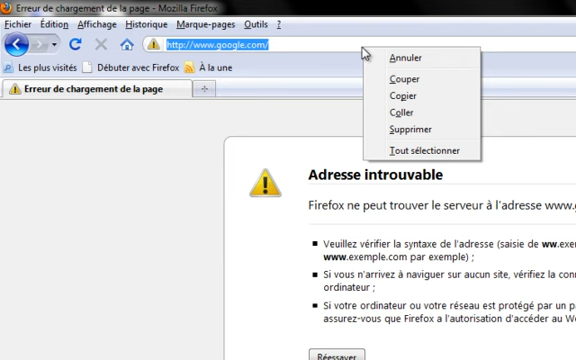 Erreur de chargement de la page - Mozilla Firefox
Fichier Édition Affichage Historique Marque-pages Outils ?
http://www.google.com/
Les plus visités Débuter avec Firefox À la une
Erreur de chargement de la page
Annuler
Couper
Copier
Coller
Supprimer
Tout sélectionner
Adresse introuvable
Firefox ne peut trouver le serveur à l'adresse www.
Veuillez vérifier la syntaxe de l'adresse (saisie de ww.exem
www.exemple.com par exemple) ;
Si vous n'arrivez à naviguer sur aucun site, vérifiez la con
ordinateur ;
Si votre ordinateur ou votre réseau est protégé par un p
assurez-vous que Firefox a l'autorisation d'accéder au We
Réessayer